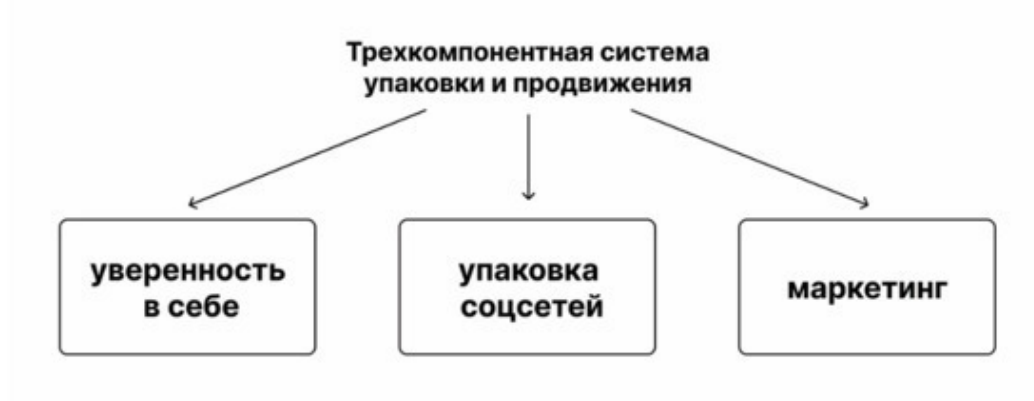 Трехкомпонентная система
упаковки и продвижения
уверенность
в себе
упаковка
соцсетей
маркетинг